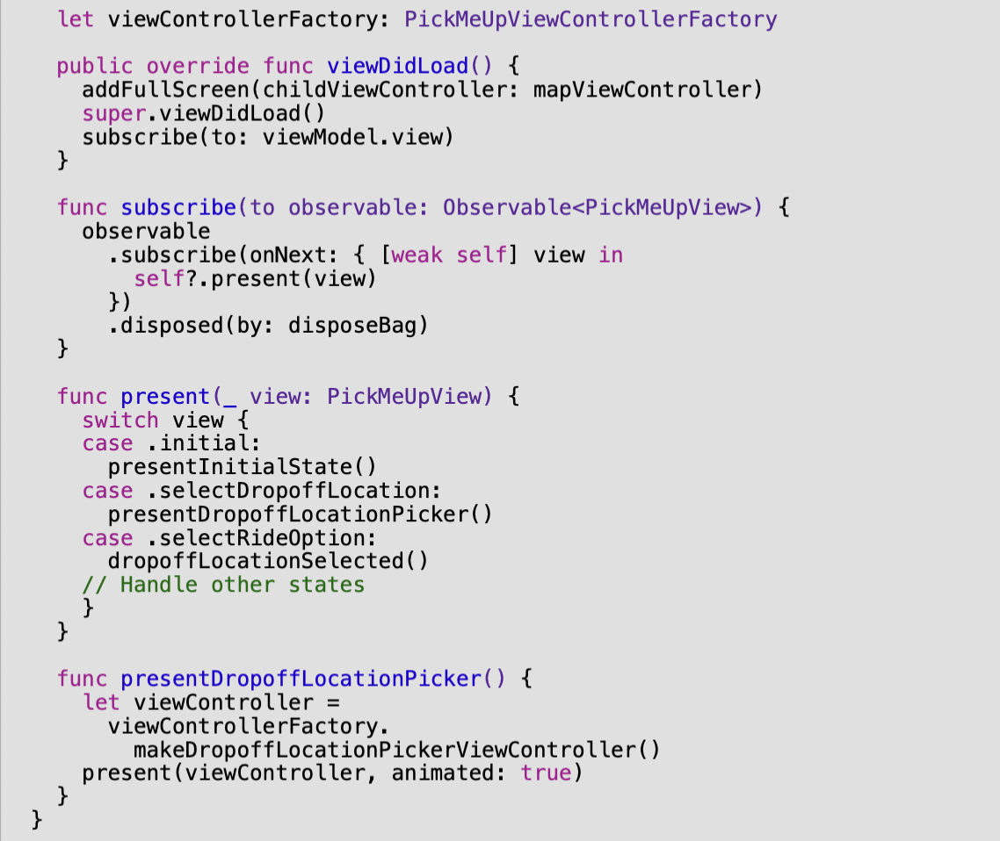 let viewControllerFactory: PickMeUpViewControllerFactory
public override func viewDidLoad() {
addFullScreen(childViewController: mapViewController)
super.viewDidLoad()
subscribe(to: viewModel.view)
}
func subscribe(to observable: Observable<PickMeUpView>) {
observable
.subscribe(onNext: { [weak self] view in
self?.present(view)
})
.disposed(by: disposeBag)
}
func present(_ view: PickMeUpView) {
switch view {
case .initial:
presentInitialState()
case .selectDropoffLocation:
presentDropoffLocationPicker()
case .selectRideOption:
dropoffLocationSelected()
// Handle other states
}
}
func presentDropoffLocationPicker() {
let viewController =
viewControllerFactory.
makeDropoffLocationPickerViewController()
present(viewController, animated: true)
}
}